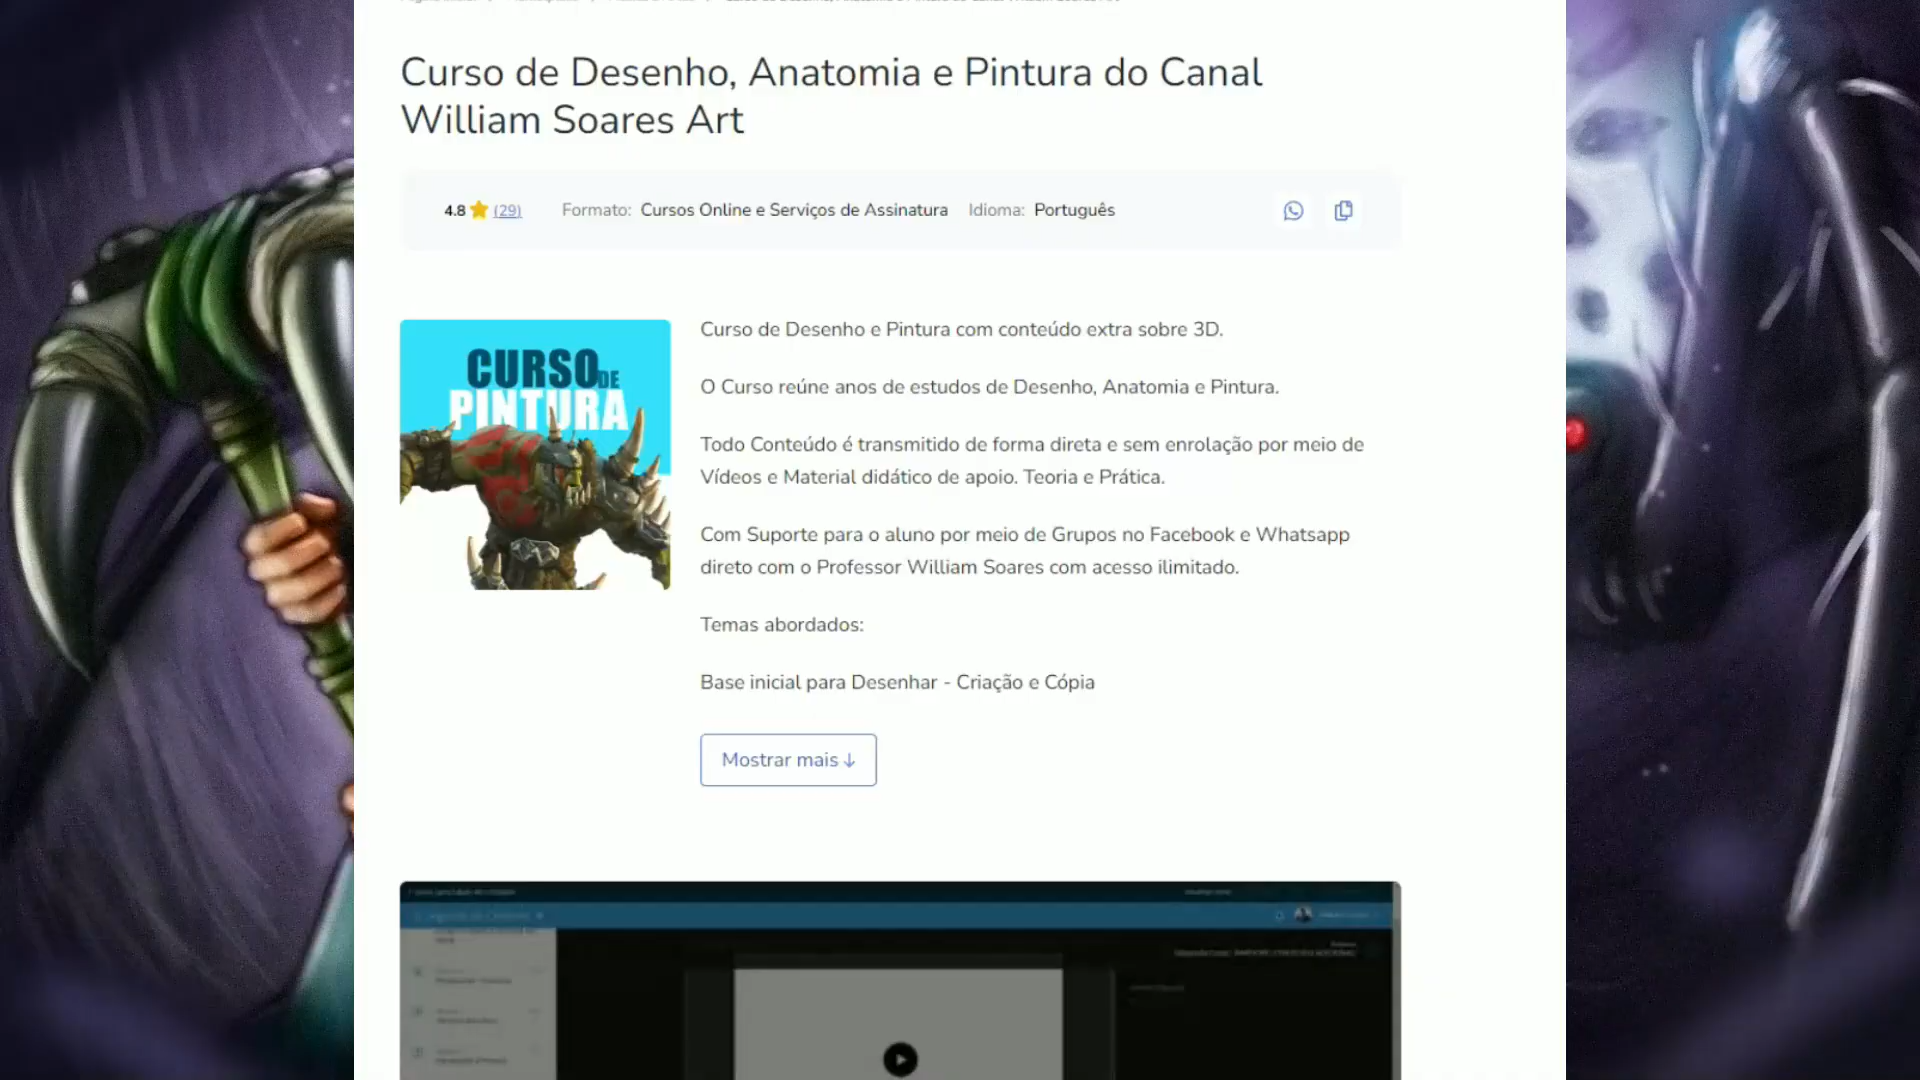 Curso de Desenho, Anatomia e Pintura do Canal
William Soares Art
4.8 (29) Formato: Cursos Online e Serviços de Assinatura Idioma: Português
CURSO DE
PINTURA
Curso de Desenho e Pintura com conteúdo extra sobre 3D.
O Curso reúne anos de estudos de Desenho, Anatomia e Pintura.
Todo Conteúdo é transmitido de forma direta e sem enrolação por meio de
Vídeos e Material didático de apoio. Teoria e Prática.
Com Suporte para o aluno por meio de Grupos no Facebook e Whatsapp
direto com o Professor William Soares com acesso ilimitado.
Temas abordados:
Base inicial para Desenhar - Criação e Cópia
Mostrar mais ↓